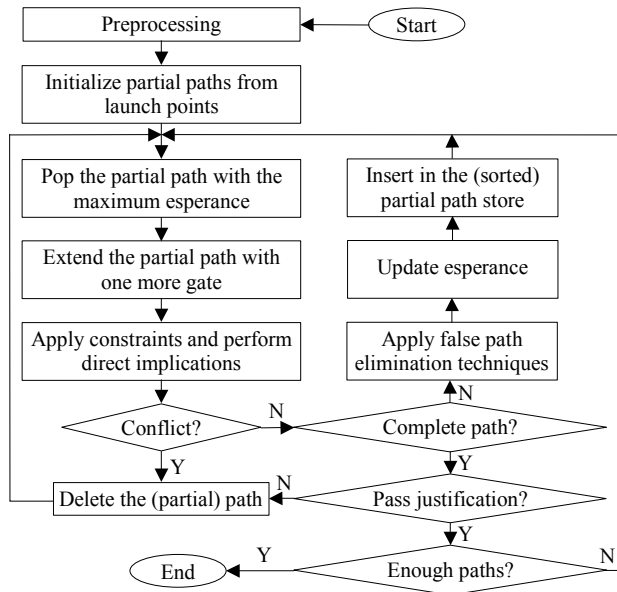 Preprocessing
Start
Initialize partial paths from
launch points
Pop the partial path with the
maximum esperance
Insert in the (sorted)
partial path store
Extend the partial path with
one more gate
Update esperance
Apply constraints and perform
direct implications
Apply false path
elimination techniques
N
N
Conflict?
Complete path?
Y
Y
Delete the (partial) path
N
Pass justification?
Y
Y
N
End
Enough paths?